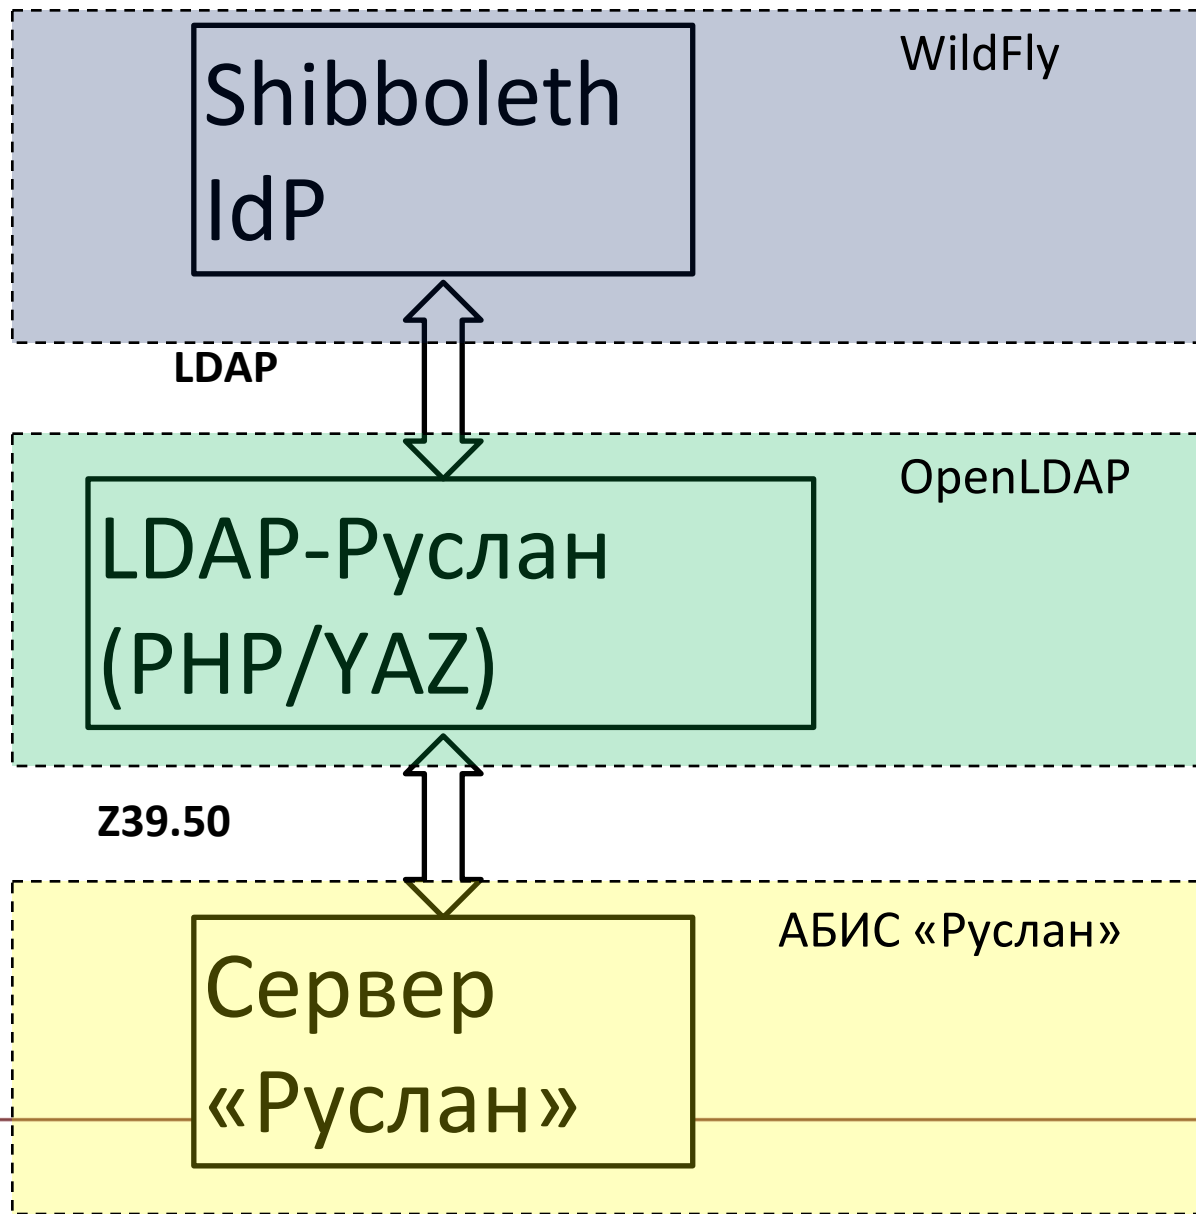 WildFly
Shibboleth
IdP
LDAP
OpenLDAP
LDAP-Руслан
(PHP/YAZ)
Z39.50
АБИС «Руслан»
Сервер
«Руслан»